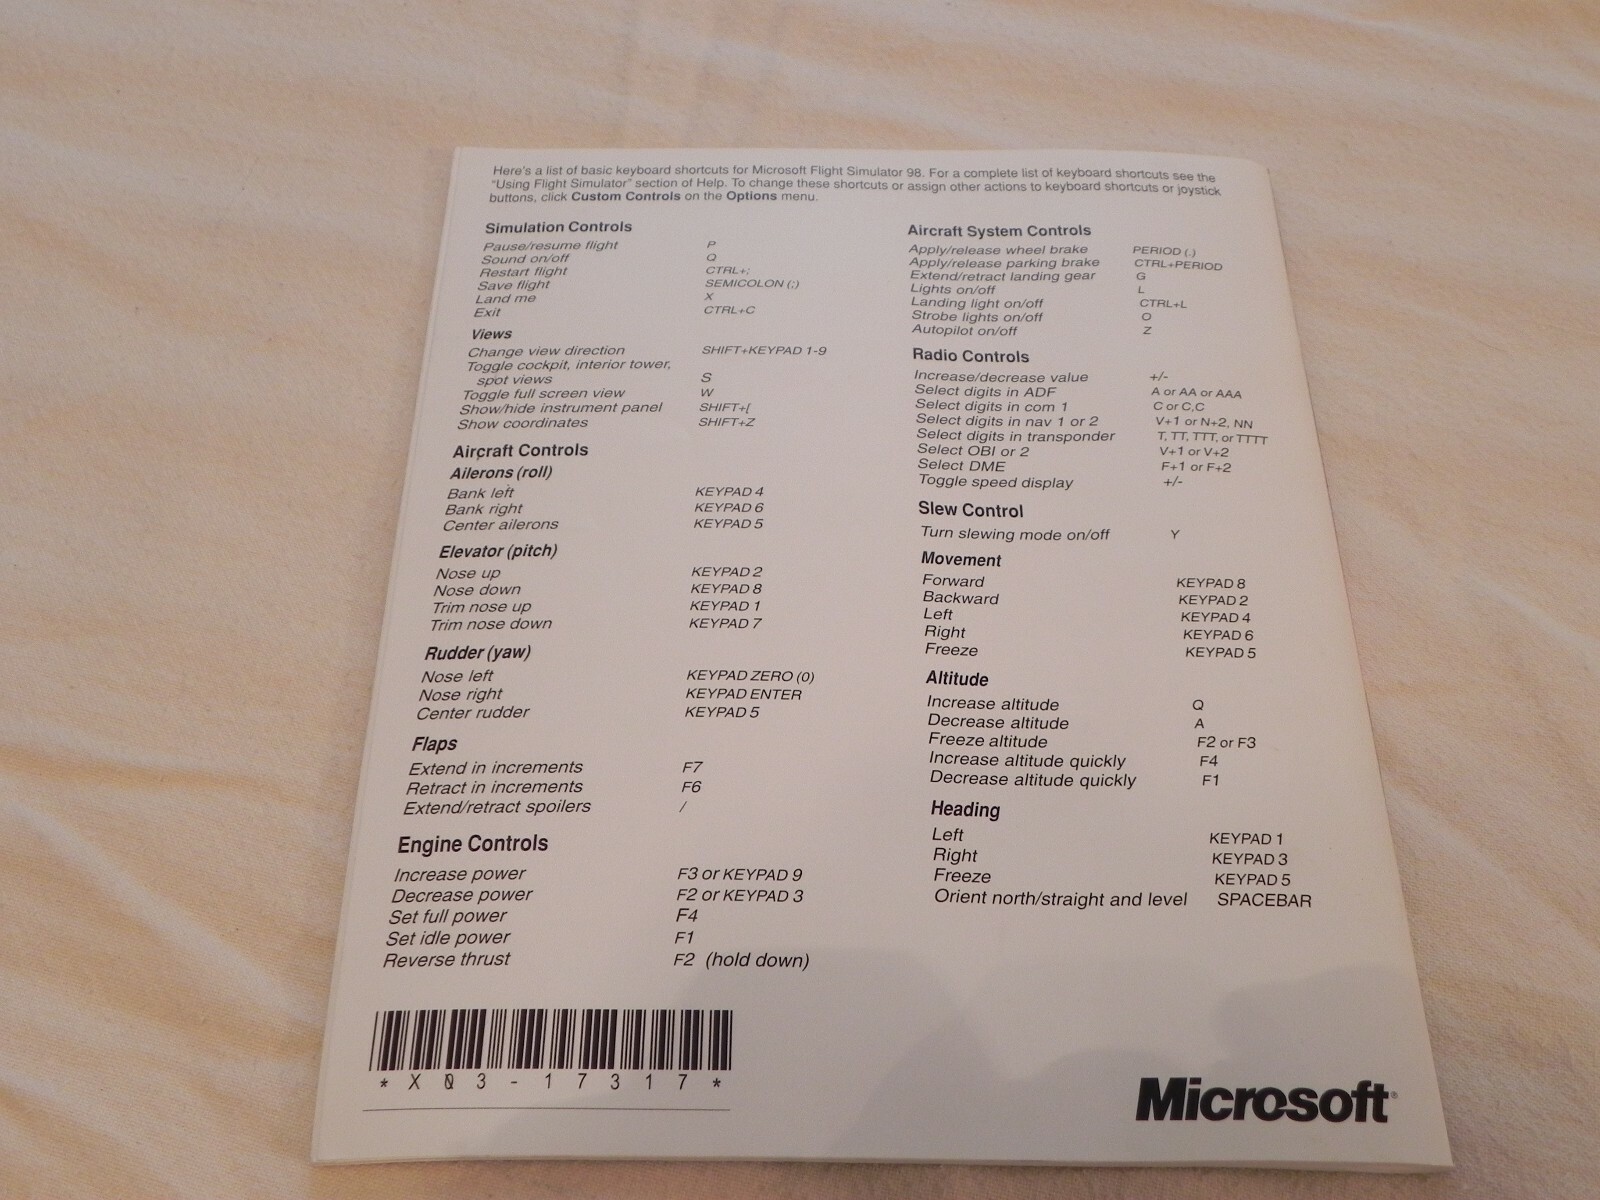 Here's a list of basic keyboard shortcuts for Microsoft Flight Simulator 98. For a complete list of keyboard shortcuts see the
"Using Flight Simulator" section of Help. To change these shortcuts or assign other actions to keyboard shortcuts or joystick
buttons, click Custom Controls on the Options menu.
Simulation Controls
Pause/resume flight P
Sound on/off Q
Restart flight CTRL+;
Save flight SEMICOLON (;)
Land me X
Exit CTRL+C
Views
Change view direction SHIFT+KEYPAD 1-9
Toggle cockpit, interior tower,
spot views S
Toggle full screen view W
Show/hide instrument panel SHIFT+[
Show coordinates SHIFT+Z
Aircraft Controls
Ailerons (roll)
Bank left KEYPAD 4
Bank right KEYPAD 6
Center ailerons KEYPAD 5
Elevator (pitch)
Nose up KEYPAD 2
Nose down KEYPAD 8
Trim nose up KEYPAD 1
Trim nose down KEYPAD 7
Rudder (yaw)
Nose left KEYPAD ZERO (0)
Nose right KEYPAD ENTER
Center rudder KEYPAD 5
Flaps
Extend in increments F7
Retract in increments F6
Extend/retract spoilers /
Engine Controls
Increase power F3 or KEYPAD 9
Decrease power F2 or KEYPAD 3
Set full power F4
Set idle power F1
Reverse thrust F2 (hold down)
*X03-17317*
Aircraft System Controls
Apply/release wheel brake PERIOD (.)
Apply/release parking brake CTRL+PERIOD
Extend/retract landing gear G
Lights on/off L
Landing light on/off CTRL+L
Strobe lights on/off O
Autopilot on/off Z
Radio Controls
Increase/decrease value +/-
Select digits in ADF A or AA or AAA
Select digits in com 1 C or C,C
Select digits in nav 1 or 2 V+1 or N+2, NN
Select digits in transponder T, TT, TTT, or TTTT
Select OBI or 2 V+1 or V+2
Select DME F+1 or F+2
Toggle speed display +/-
Slew Control
Turn slewing mode on/off Y
Movement
Forward KEYPAD 8
Backward KEYPAD 2
Left KEYPAD 4
Right KEYPAD 6
Freeze KEYPAD 5
Altitude
Increase altitude Q
Decrease altitude A
Freeze altitude F2 or F3
Increase altitude quickly F4
Decrease altitude quickly F1
Heading
Left KEYPAD 1
Right KEYPAD 3
Freeze KEYPAD 5
Orient north/straight and level SPACEBAR
Microsoft®